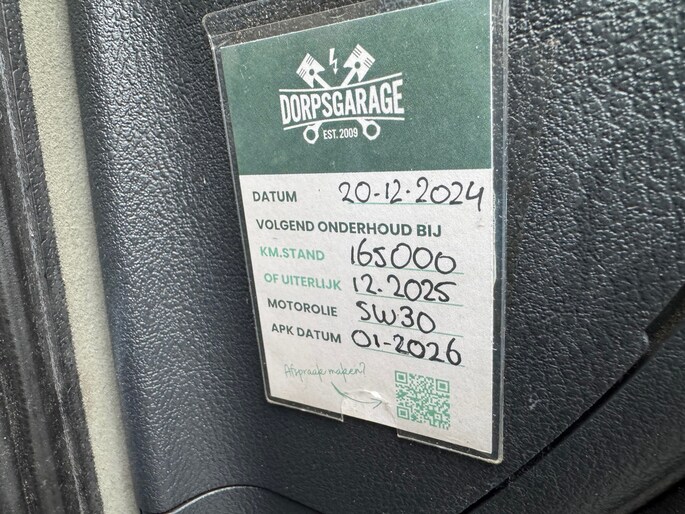 DORPSGARAGE
EST. 2009
DATUM 20-12-2024
VOLGEND ONDERHOUD BIJ
KM.STAND 165000
OF UITERLIJK 12.2025
MOTOROLIE 5W30
APK DATUM 01-2026
Afspraak maken?